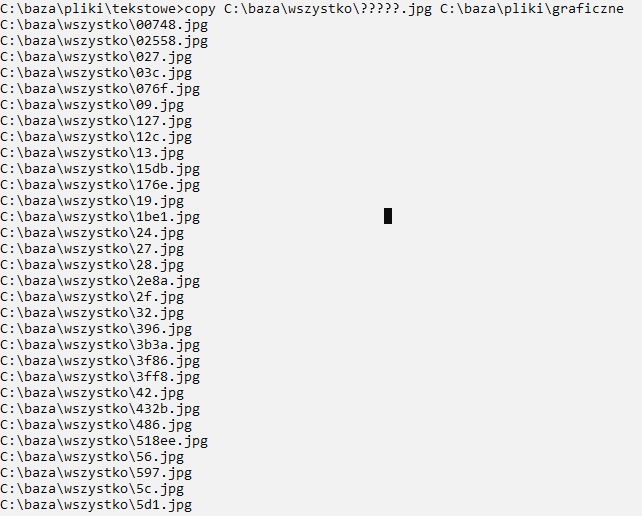 C:\baza\pliki\tekstowe>copy C:\baza\wszystko\?????.jpg C:\baza\pliki\graficzne
C:\baza\wszystko\00748.jpg
C:\baza\wszystko\02558.jpg
C:\baza\wszystko\027.jpg
C:\baza\wszystko\03c.jpg
C:\baza\wszystko\076f.jpg
C:\baza\wszystko\09.jpg
C:\baza\wszystko\127.jpg
C:\baza\wszystko\12c.jpg
C:\baza\wszystko\13.jpg
C:\baza\wszystko\15db.jpg
C:\baza\wszystko\176e.jpg
C:\baza\wszystko\19.jpg
C:\baza\wszystko\1be1.jpg
C:\baza\wszystko\24.jpg
C:\baza\wszystko\27.jpg
C:\baza\wszystko\28.jpg
C:\baza\wszystko\2e8a.jpg
C:\baza\wszystko\2f.jpg
C:\baza\wszystko\32.jpg
C:\baza\wszystko\396.jpg
C:\baza\wszystko\3b3a.jpg
C:\baza\wszystko\3f86.jpg
C:\baza\wszystko\3ff8.jpg
C:\baza\wszystko\42.jpg
C:\baza\wszystko\432b.jpg
C:\baza\wszystko\486.jpg
C:\baza\wszystko\518ee.jpg
C:\baza\wszystko\56.jpg
C:\baza\wszystko\597.jpg
C:\baza\wszystko\5c.jpg
C:\baza\wszystko\5d1.jpg